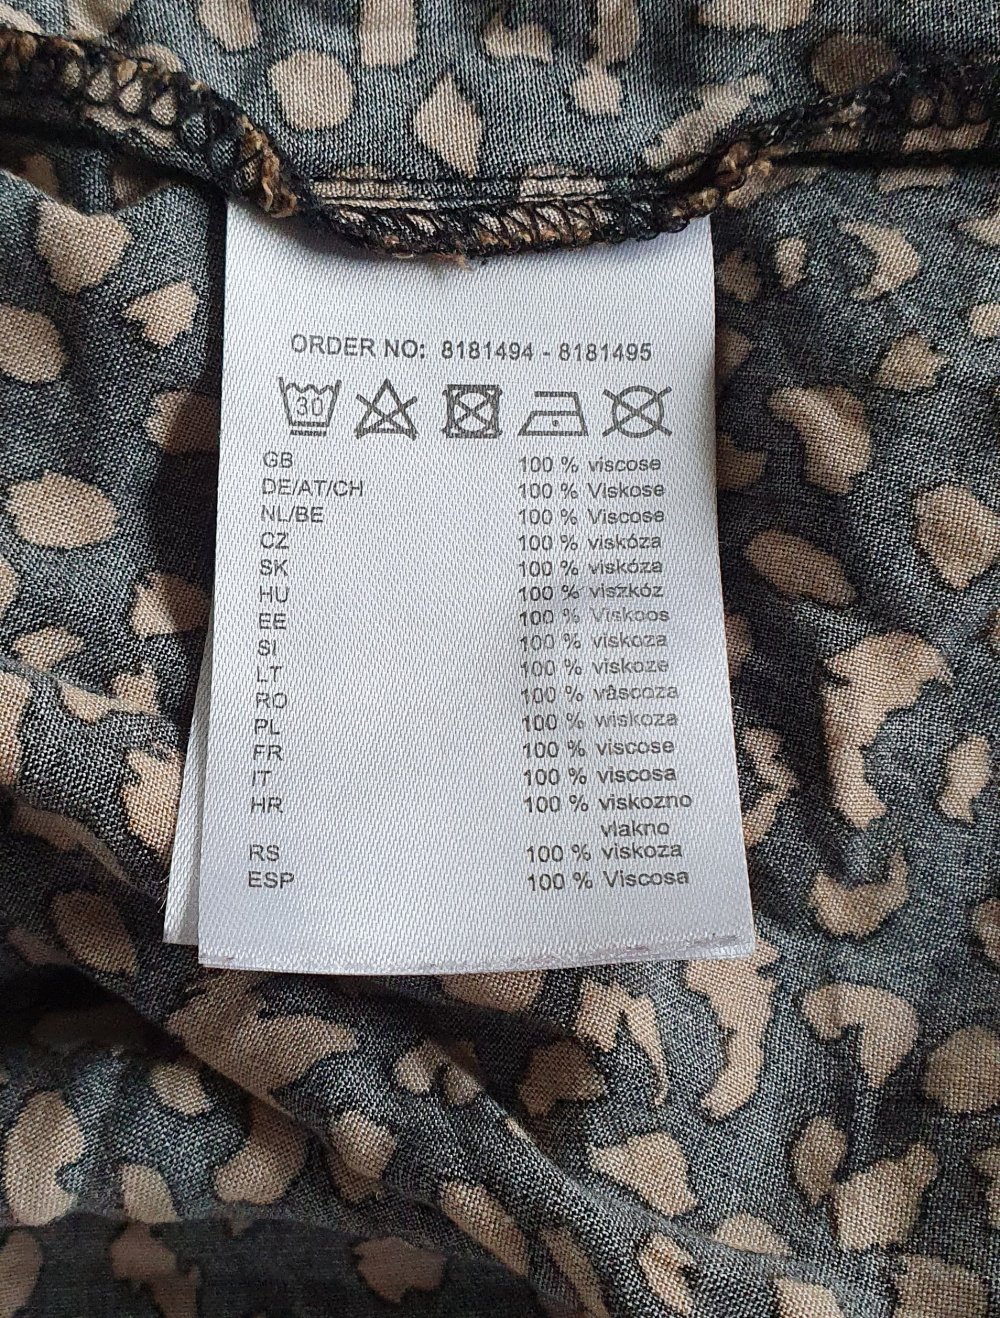 ORDER NO: 8181494 - 8181495
30
GB 100 % viscose
DE/AT/CH 100 % Viskose
NL/BE 100 % Viscose
CZ 100 % viskóza
SK 100 % viskóza
HU 100 % viszkóz
EE 100 % Viskoos
SI 100 % viskoza
LT 100 % viskoze
RO 100 % vâscoza
PL 100 % wiskoza
FR 100 % viscose
IT 100 % viscosa
HR 100 % viskozno
vlakno
RS 100 % viskoza
ESP 100 % Viscosa